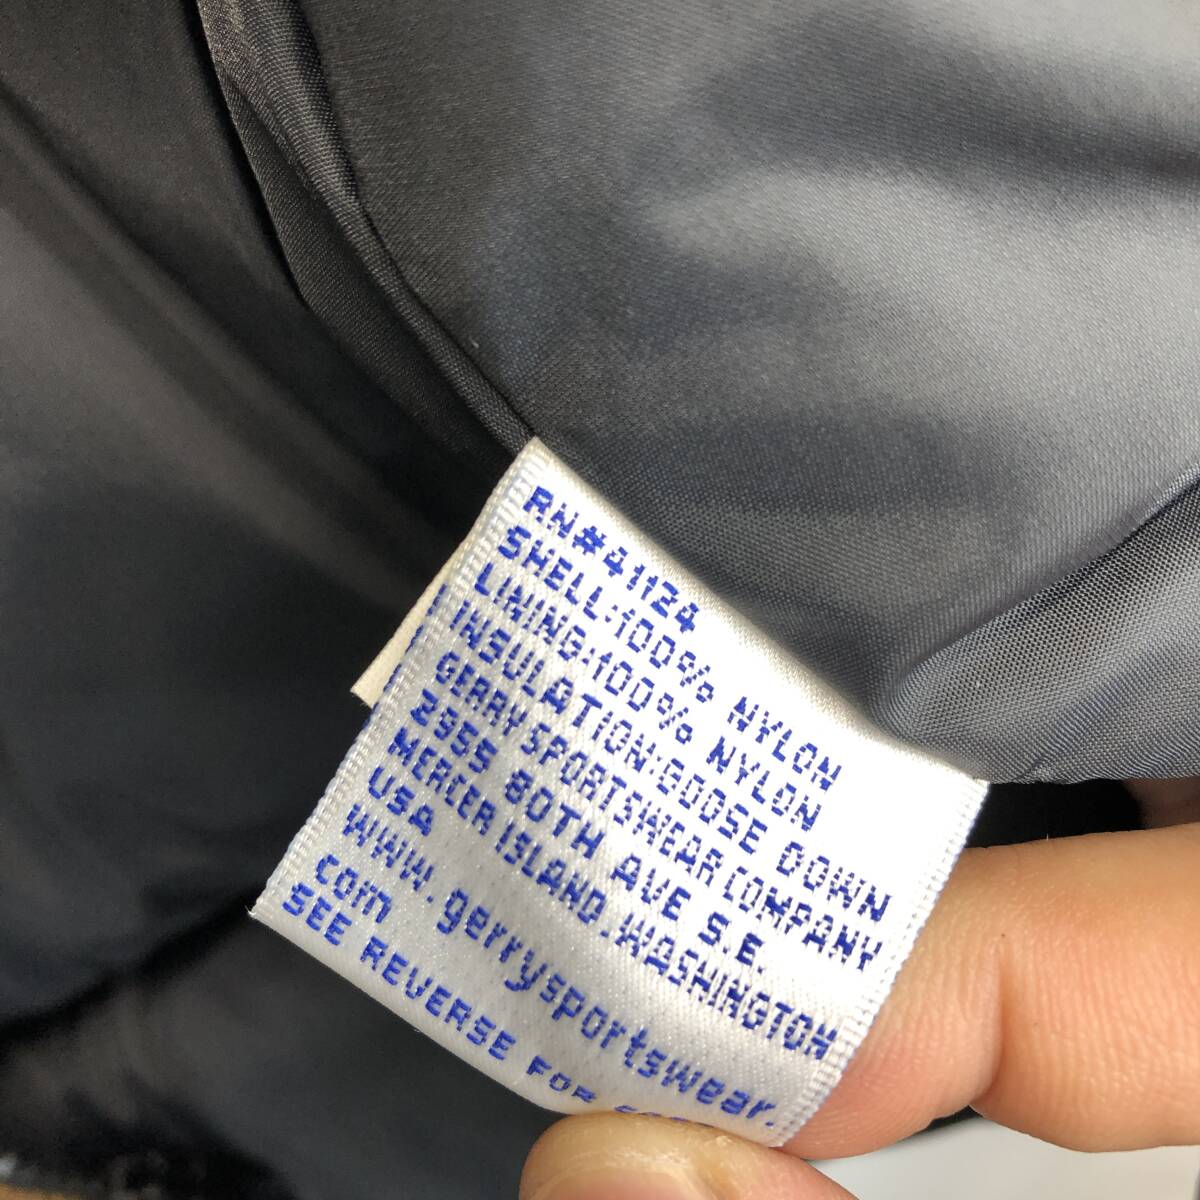 RN#41124
SHELL:100% NYLON
LINING:100% NYLON
INSULATION:GOOSE DOWN
GERRY SPORTSWEAR COMPANY
2955 80TH AVE S.E.
MERCER ISLAND,WASHINGTON
USA
www.gerrysportswear.
com
SEE REVERSE FOR